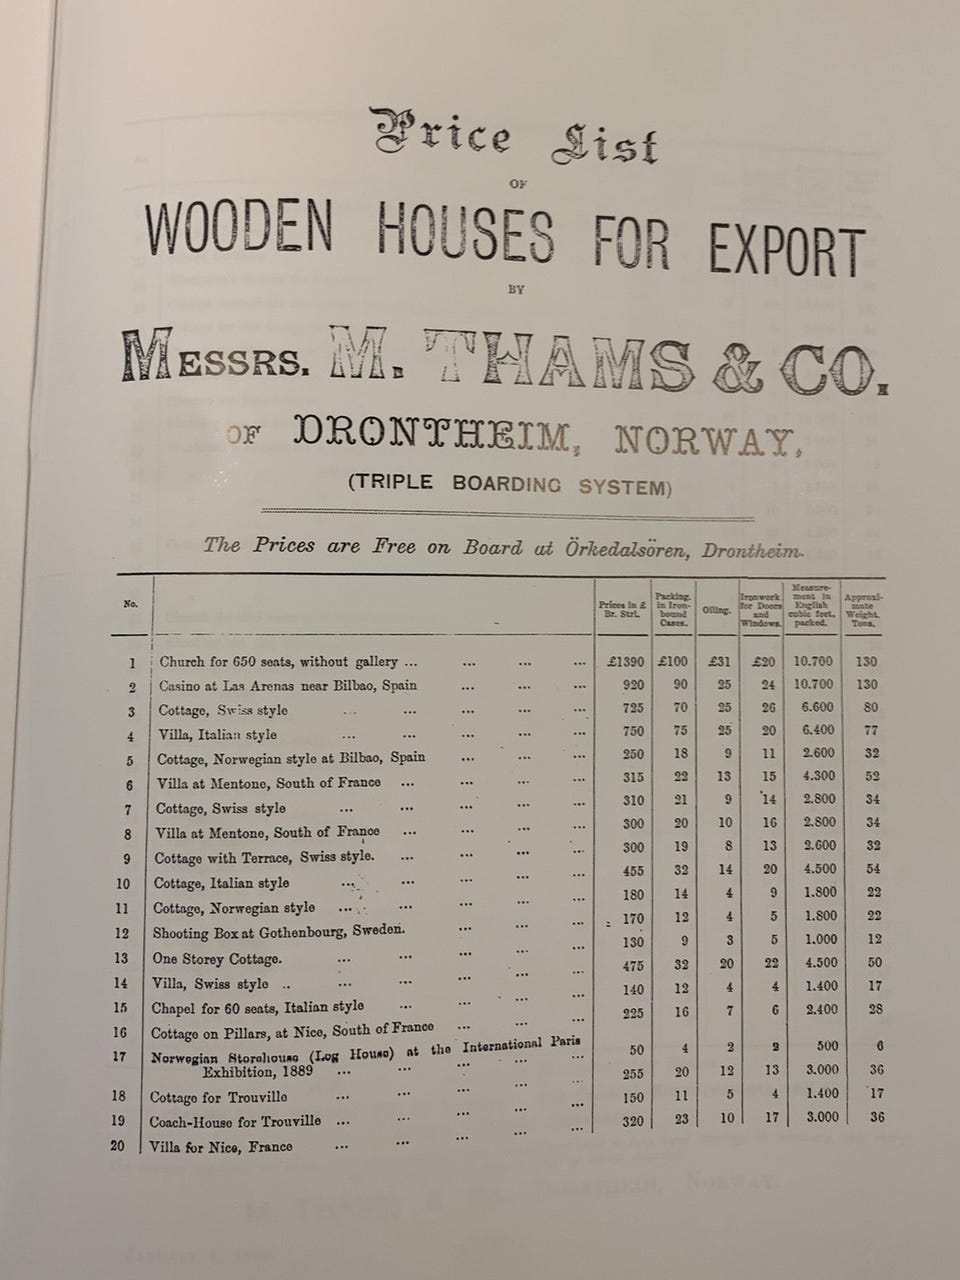 Price List
OF
WOODEN HOUSES FOR EXPORT
BY
MESSRS. M. THAMS & CO.
OF DRONTHEIM, NORWAY,
(TRIPLE BOARDING SYSTEM)
The Prices are Free on Board at Örkedalsören, Drontheim.
No. Prices in £ Br. Strl. Packing. in Iron-bound Cases. Oiling. Ironwork for Doors and Windows. Measure-ment in English cubic feet, packed. Approxi-mate Weight. Tons.
1 Church for 650 seats, without gallery ... ... ... ... £1390 £100 £31 £20 10.700 130
2 Casino at Las Arenas near Bilbao, Spain ... ... ... 920 90 25 24 10.700 130
3 Cottage, Swiss style ... ... ... ... ... 725 70 25 26 6.600 80
4 Villa, Italian style ... ... ... ... ... 750 75 25 20 6.400 77
5 Cottage, Norwegian style at Bilbao, Spain ... ... ... 250 18 9 11 2.600 32
6 Villa at Mentone, South of France ... ... ... ... 315 22 13 15 4.300 52
7 Cottage, Swiss style ... ... ... ... ... 310 21 9 14 2.800 34
8 Villa at Mentone, South of France ... ... ... ... 300 20 10 16 2.800 34
9 Cottage with Terrace, Swiss style. ... ... ... ... 300 19 8 13 2.600 32
10 Cottage, Italian style ... ... ... ... ... 455 32 14 20 4.500 54
11 Cottage, Norwegian style ... ... ... ... ... 180 14 4 9 1.800 22
12 Shooting Box at Gothenbourg, Sweden. ... ... ... 170 12 4 5 1.800 22
13 One Storey Cottage. ... ... ... ... ... 130 9 3 5 1.000 12
14 Villa, Swiss style .. ... ... ... ... ... 475 32 20 22 4.500 50
15 Chapel for 60 seats, Italian style ... ... ... ... 140 12 4 4 1.400 17
16 Cottage on Pillars, at Nice, South of France ... ... ... 225 16 7 6 2.400 28
17 Norwegian Storehouse (Log House) at the International Paris
Exhibition, 1889 ... ... ... ... ... 50 4 2 2 500 6
18 Cottage for Trouville ... ... ... ... ... 255 20 12 13 3.000 36
19 Coach-House for Trouville ... ... ... ... ... 150 11 5 4 1.400 17
20 Villa for Nice, France ... ... ... ... ... 320 23 10 17 3.000 36